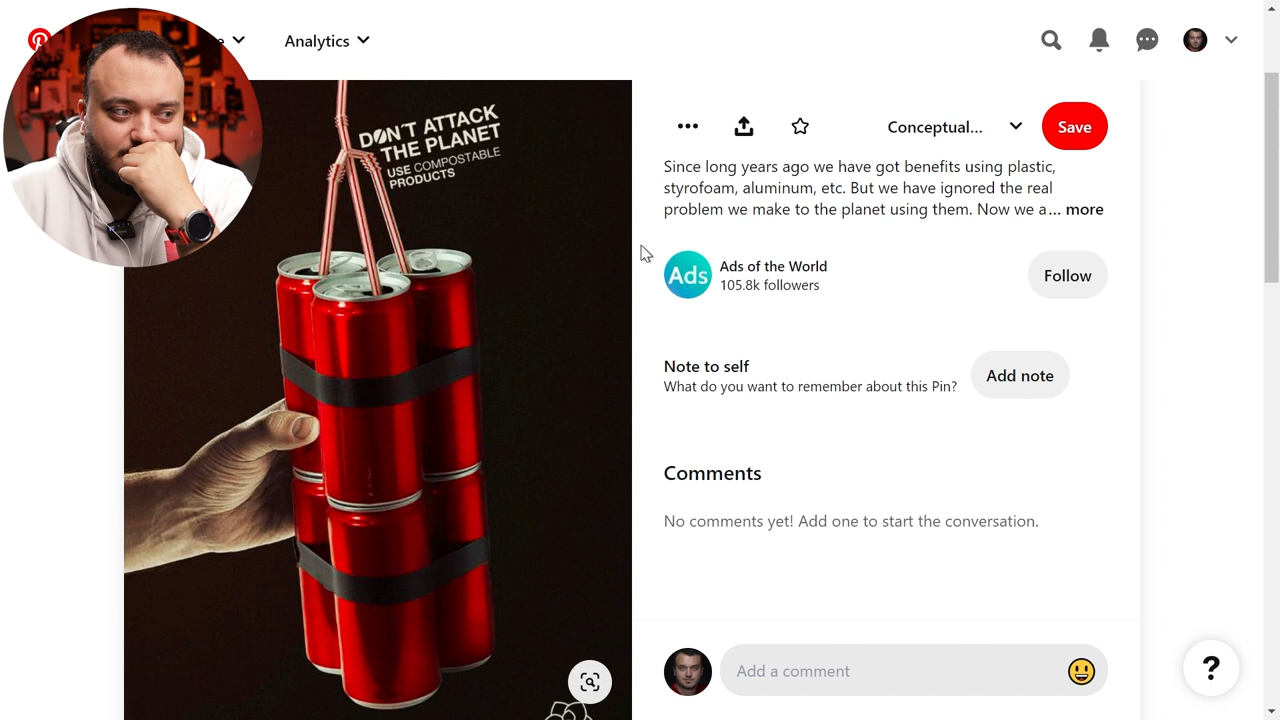 Analytics
DON'T ATTACK
THE PLANET
USE COMPOSTABLE
PRODUCTS
Conceptual...
Save
Since long years ago we have got benefits using plastic,
styrofoam, aluminum, etc. But we have ignored the real
problem we make to the planet using them. Now we a... more
Ads
Ads of the World
105.8k followers
Follow
Note to self
What do you want to remember about this Pin?
Add note
Comments
No comments yet! Add one to start the conversation.
Add a comment
?